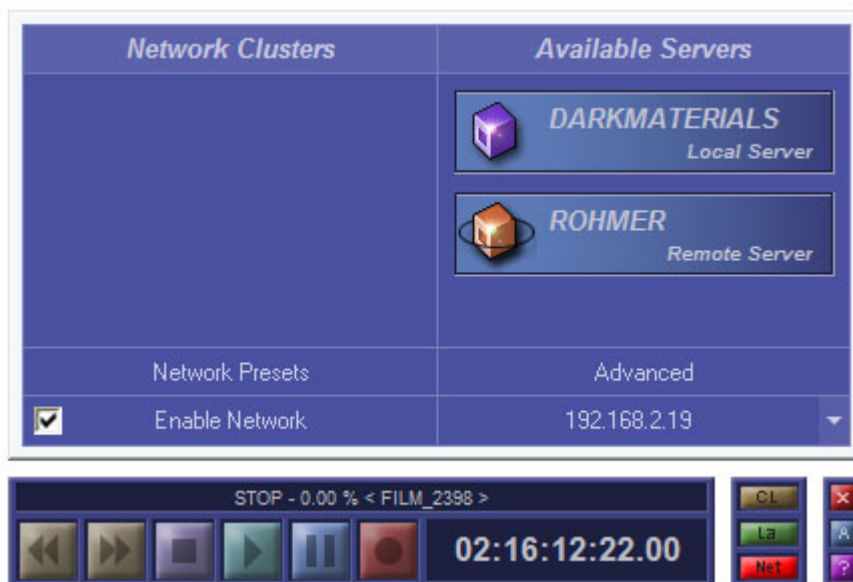 Network Clusters
Available Servers
DARKMATERIALS
Local Server
ROHMER
Remote Server
Network Presets
Advanced
Enable Network
192.168.2.19
STOP - 0.00 % < FILM_2398 >
02:16:12:22.00
CL
La
Net
A
?